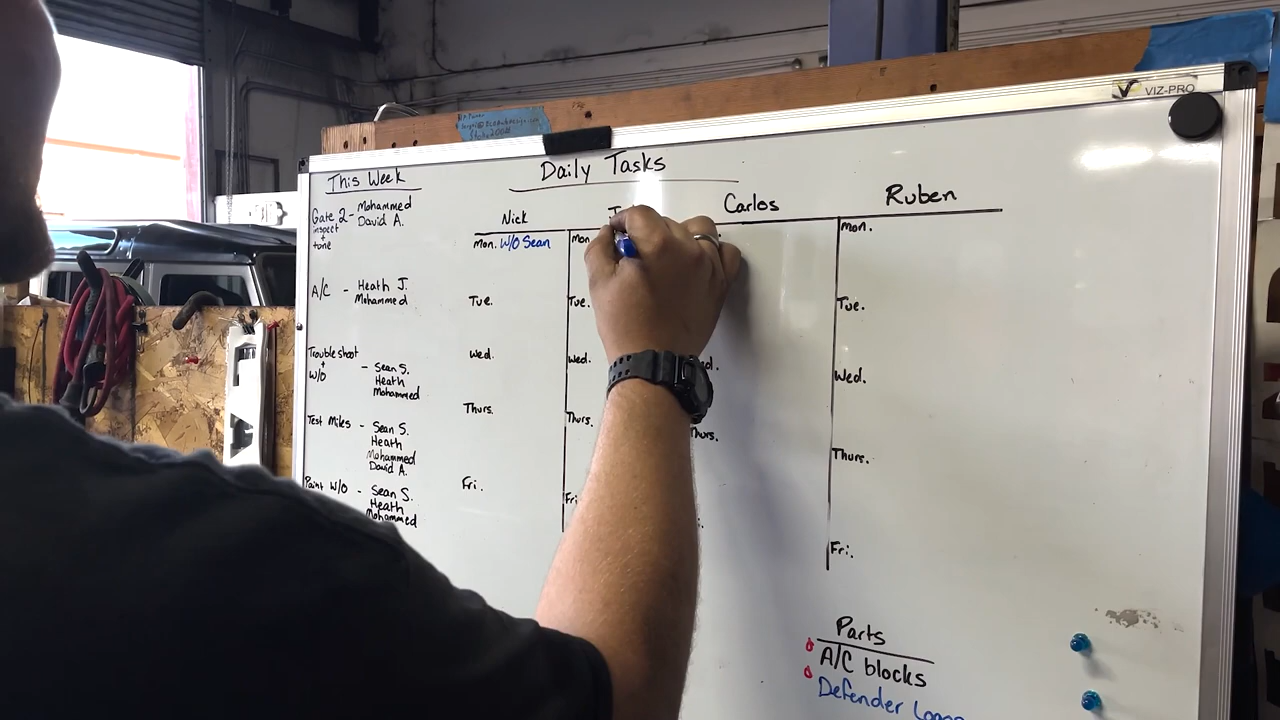 VIZ-PRO
This Week
Daily Tasks
Gate 2 - Mohammed
inspect David A.
+
tune
A/C - Heath J.
Mohammed
Troubleshoot
+
W/O - Sean S.
Heath
Mohammed
Test Miles - Sean S.
Heath
Mohammed
David A.
Paint W/O - Sean S.
Heath
Mohammed
Nick
Mon. W/O Sean
Tue.
Wed.
Thurs.
Fri.
Mon
Tue.
Wed.
Thurs.
Fri
Carlos
Thurs.
Ruben
Mon.
Tue.
Wed.
Thurs.
Fri.
Parts
A/C blocks
Defender